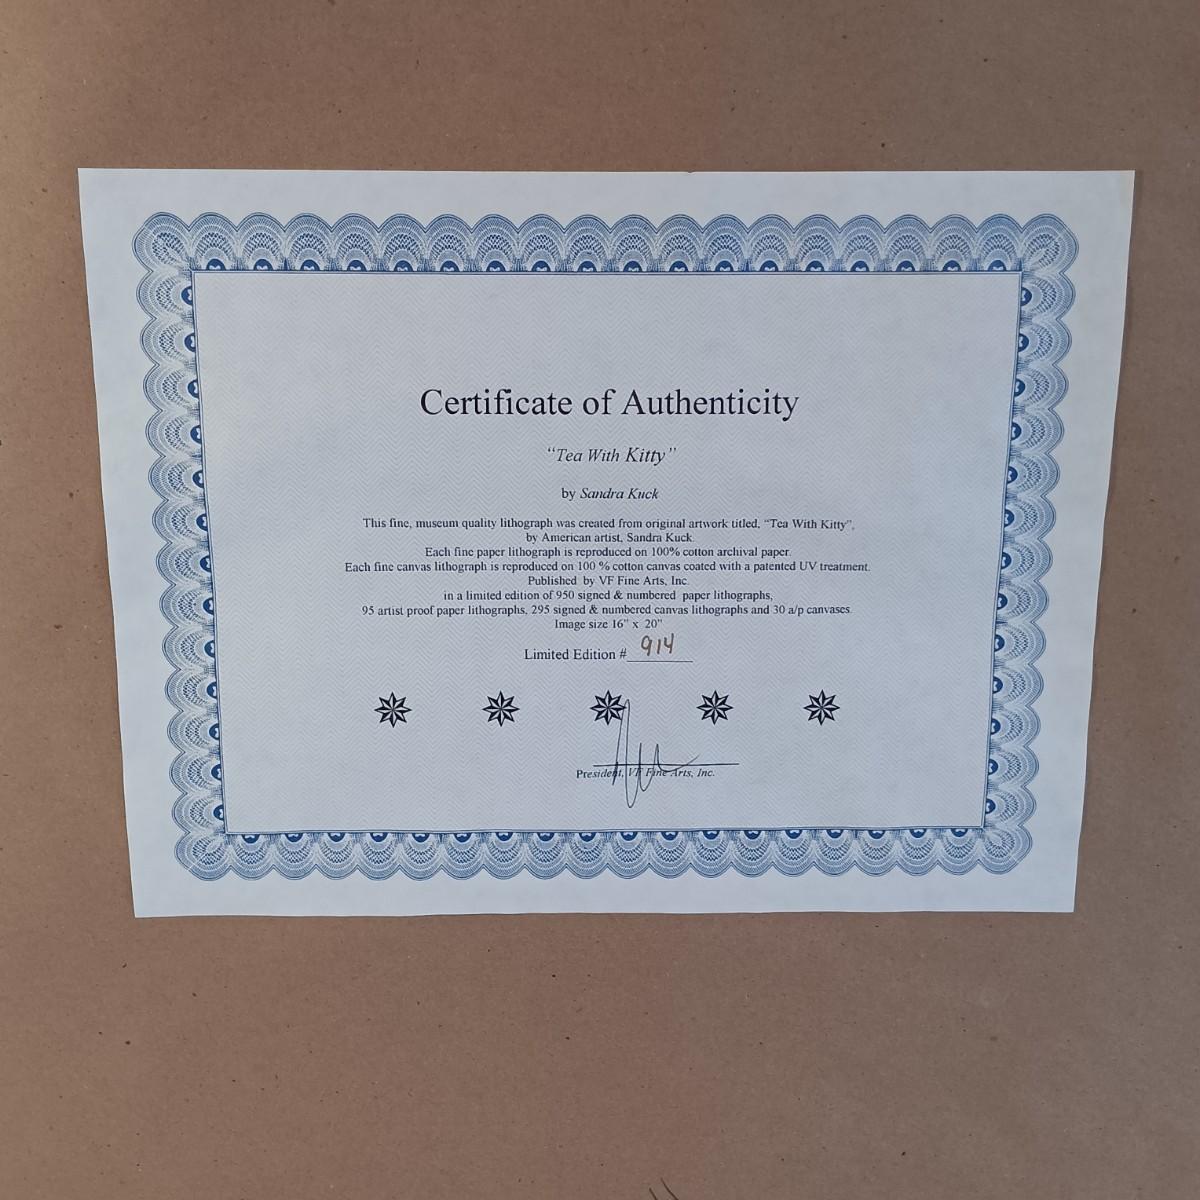 Certificate of Authenticity
"Tea With Kitty"
by Sandra Kuck
This fine, museum quality lithograph was created from original artwork titled, "Tea With Kitty",
by American artist, Sandra Kuck.
Each fine paper lithograph is reproduced on 100% cotton archival paper.
Each fine canvas lithograph is reproduced on 100 % cotton canvas coated with a patented UV treatment.
Published by VF Fine Arts, Inc.
in a limited edition of 950 signed & numbered paper lithographs,
95 artist proof paper lithographs, 295 signed & numbered canvas lithographs and 30 a/p canvases.
Image size 16" x 20"
Limited Edition # 914
President, VF Fine Arts, Inc.